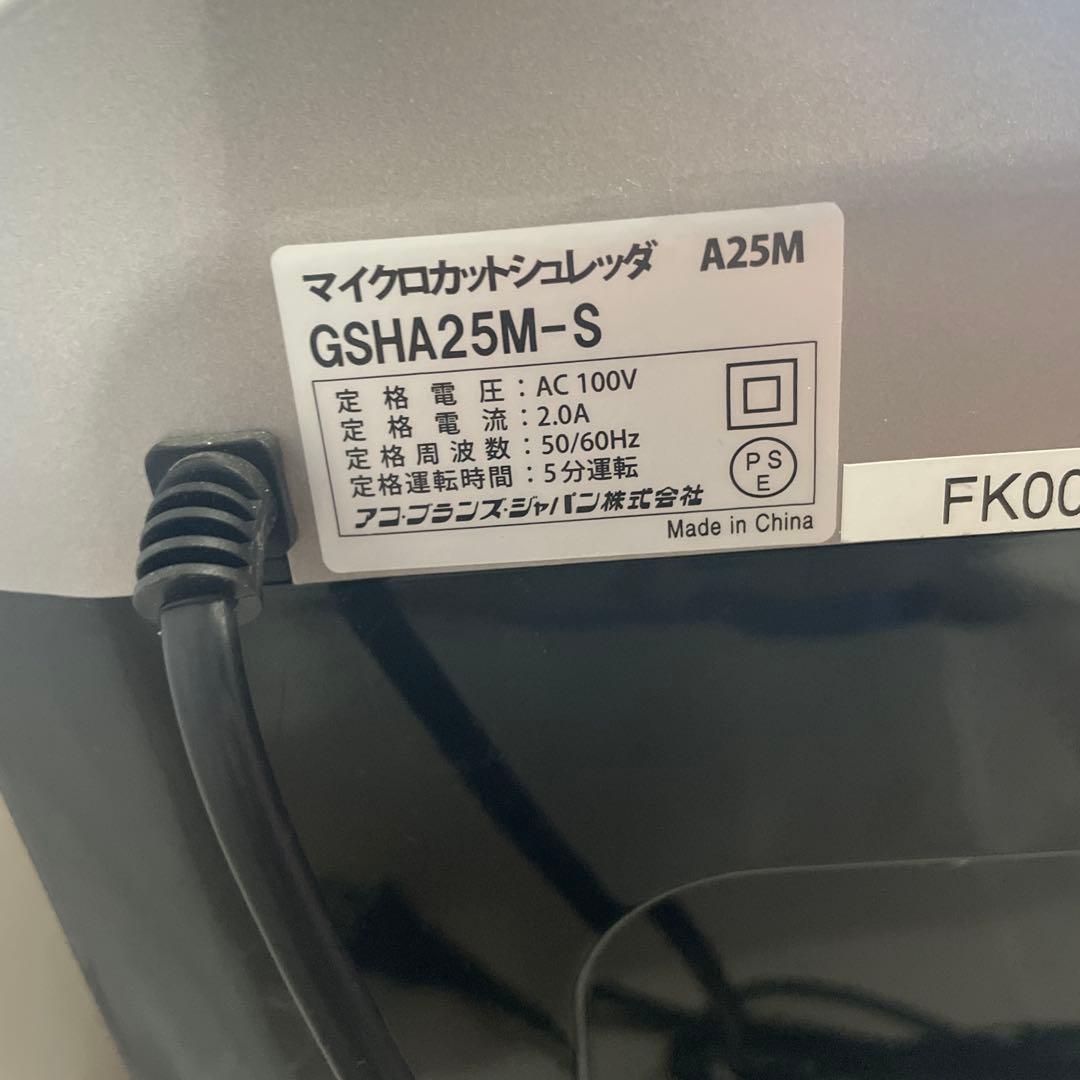 マイクロカットシュレッダ A25M
GSHA25M-S
定格電圧：AC 100V
定格電流：2.0A
定格周波数：50/60Hz
定格運転時間：5分運転
PSE
アコ・ブランズ・ジャパン株式会社
Made in China